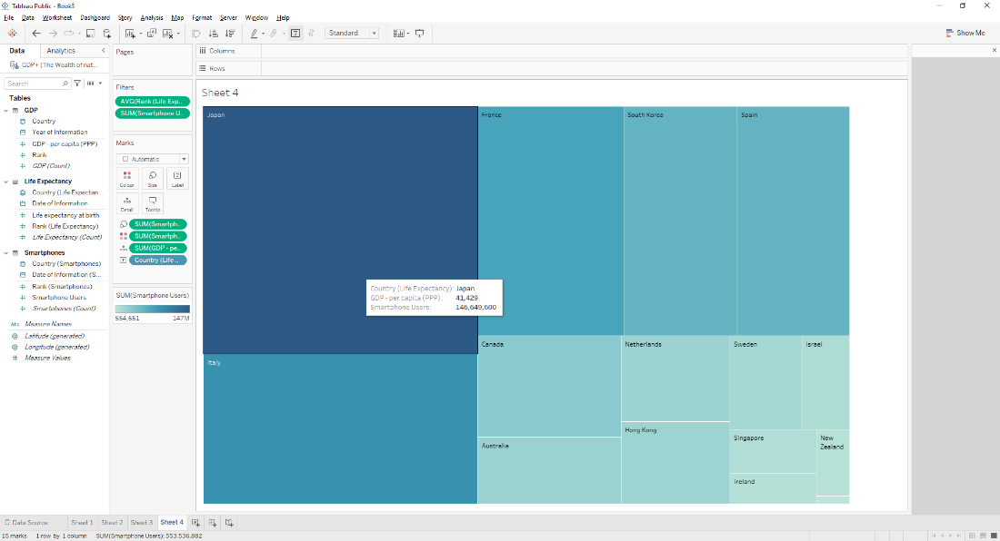 Tableau Public - Book3
File Data Worksheet Dashboard Story Analysis Map Format Server Window Help
Standard
Show Me
Data Analytics
Pages
Columns
GDP+ (The Wealth of nat...
Rows
Search
Filters
Tables
AVG(Rank (Life Exp..
SUM(Smartphone U..
GDP
Country
Year of Information
GDP - per capita (PPP)
Rank
GDP (Count)
Life Expectancy
Country (Life Expectan...
Date of Information
Life expectancy at birth
Rank (Life Expectancy)
Life Expectancy (Count)
Smartphones
Country (Smartphones)
Date of Information (S...
Rank (Smartphones)
Smartphone Users
Smartphones (Count)
Abc Measure Names
Latitude (generated)
Longitude (generated)
Measure Values
Marks
Automatic
Colour Size Label
Detail Tooltip
SUM(Smartph..
SUM(Smartph..
SUM(GDP - pe..
Country (Life ..
SUM(Smartphone Users)
554,651 147M
Sheet 4
Japan
France
South Korea
Spain
Country (Life Expectancy): Japan
GDP - per capita (PPP): 41,429
Smartphone Users: 146,649,600
Italy
Canada
Netherlands
Sweden
Israel
Australia
Hong Kong
Singapore
New
Zealand
Ireland
Data Source Sheet 1 Sheet 2 Sheet 3 Sheet 4
15 marks 1 row by 1 column SUM(Smartphone Users): 553,536,882